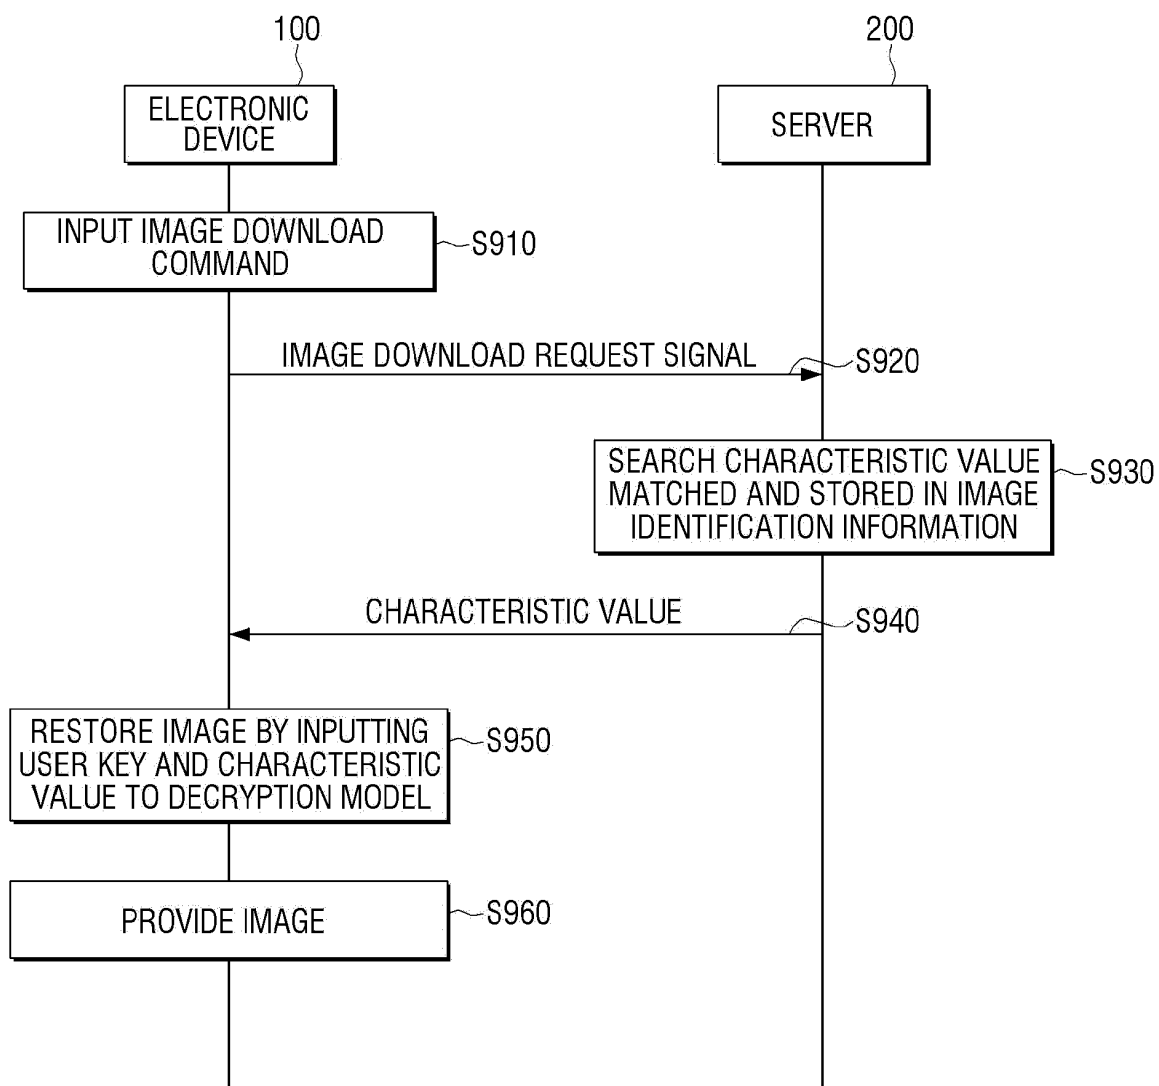 100
200
ELECTRONIC
DEVICE
SERVER
INPUT IMAGE DOWNLOAD
COMMAND
S910
IMAGE DOWNLOAD REQUEST SIGNAL
S920
SEARCH CHARACTERISTIC VALUE
MATCHED AND STORED IN IMAGE
IDENTIFICATION INFORMATION
S930
CHARACTERISTIC VALUE
S940
RESTORE IMAGE BY INPUTTING
USER KEY AND CHARACTERISTIC
VALUE TO DECRYPTION MODEL
S950
PROVIDE IMAGE
S960